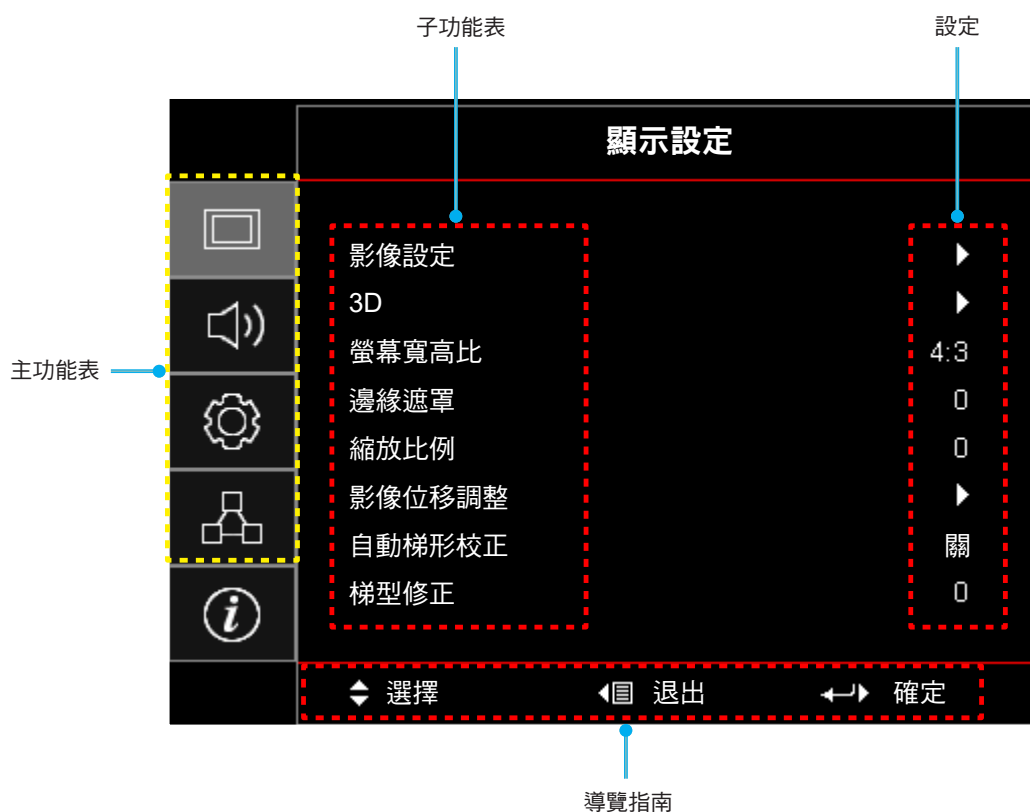 子功能表
設定
顯示設定
影像設定
3D
螢幕寬高比 4:3
邊緣遮罩 0
縮放比例 0
影像位移調整
自動梯形校正 關
梯型修正 0
主功能表
選擇 退出 確定
導覽指南